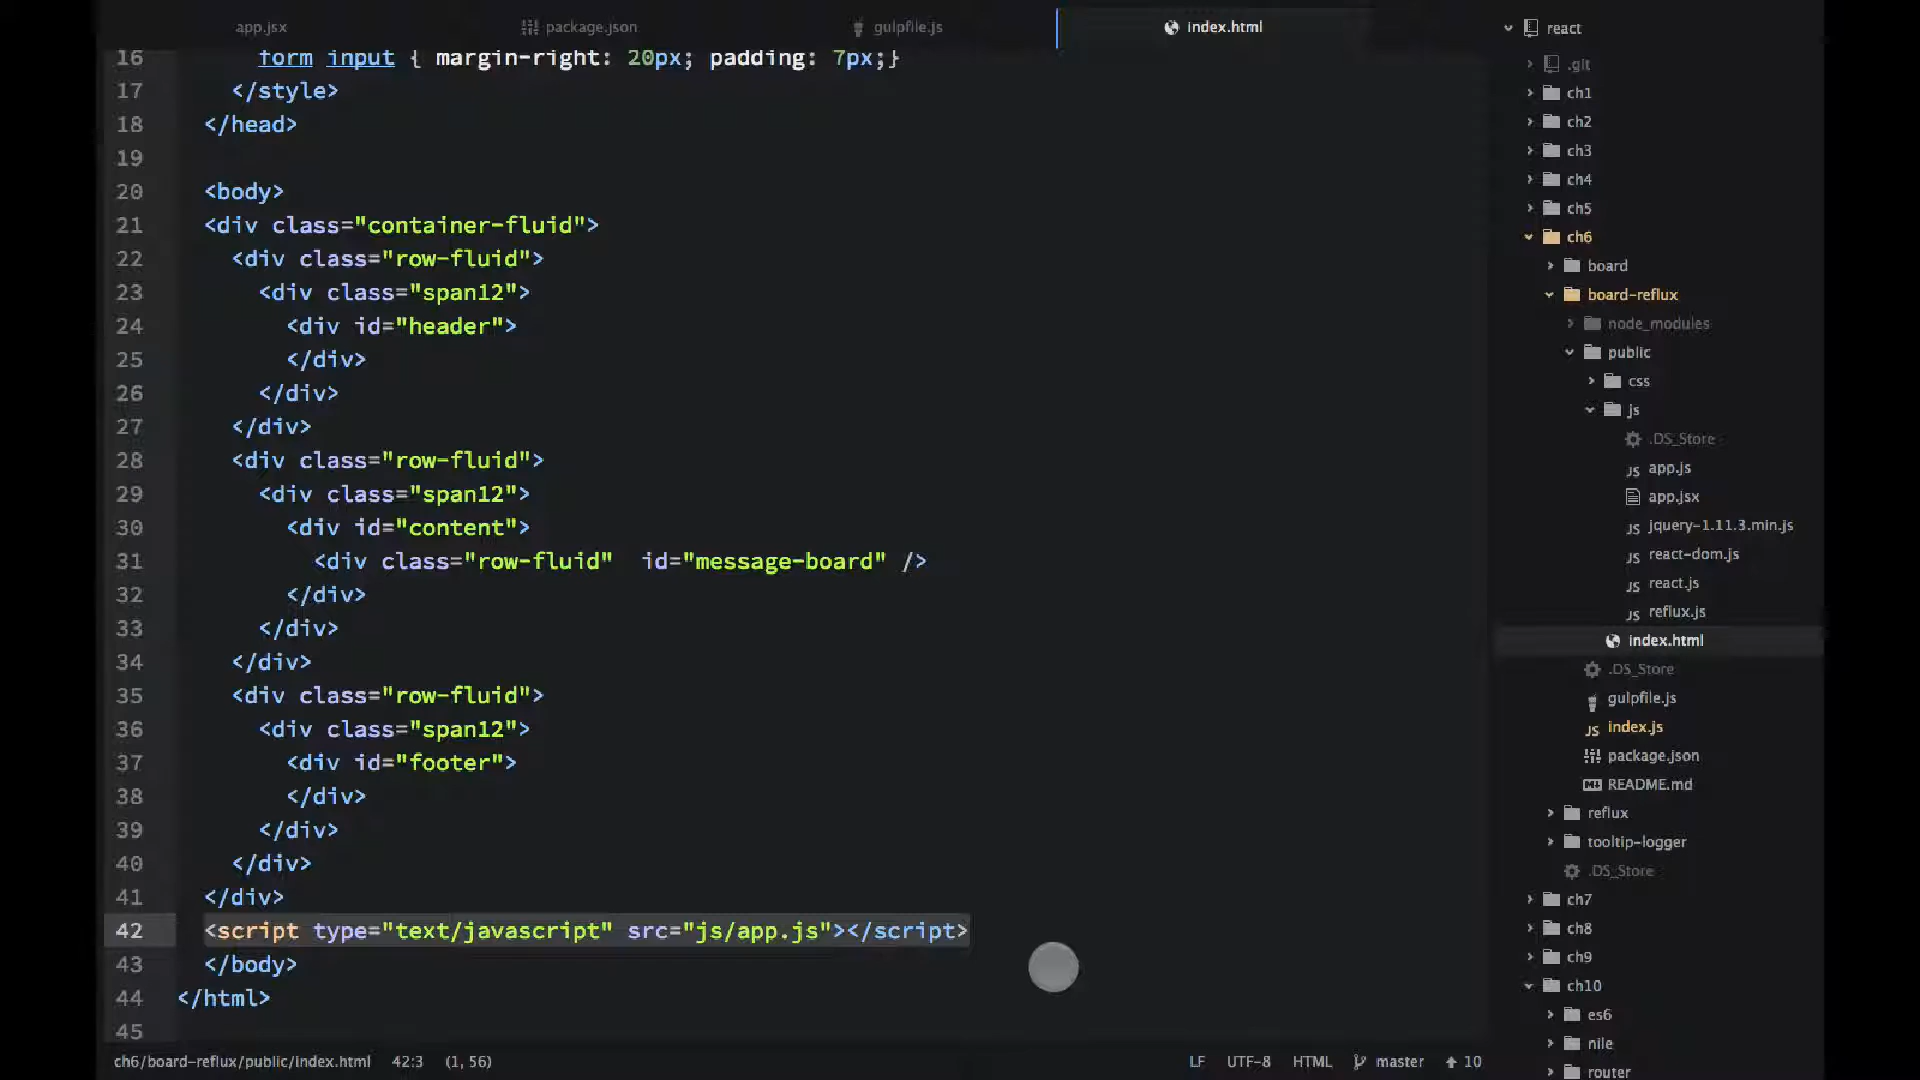 app.jsx
package.json
gulpfile.js
index.html
16 form input { margin-right: 20px; padding: 7px;}
17 </style>
18 </head>
19
20 <body>
21 <div class="container-fluid">
22 <div class="row-fluid">
23 <div class="span12">
24 <div id="header">
25 </div>
26 </div>
27 </div>
28 <div class="row-fluid">
29 <div class="span12">
30 <div id="content">
31 <div class="row-fluid"  id="message-board" />
32 </div>
33 </div>
34 </div>
35 <div class="row-fluid">
36 <div class="span12">
37 <div id="footer">
38 </div>
39 </div>
40 </div>
41 </div>
42 <script type="text/javascript" src="js/app.js"></script>
43 </body>
44 </html>
45
ch6/board-reflux/public/index.html 42:3 (1, 56)
LF UTF-8 HTML master 10
react
.git
ch1
ch2
ch3
ch4
ch5
ch6
board
board-reflux
node_modules
public
css
js
.DS_Store
JS app.js
app.jsx
JS jquery-1.11.3.min.js
JS react-dom.js
JS react.js
JS reflux.js
index.html
.DS_Store
gulpfile.js
JS index.js
package.json
README.md
reflux
tooltip-logger
.DS_Store
ch7
ch8
ch9
ch10
es6
nile
router